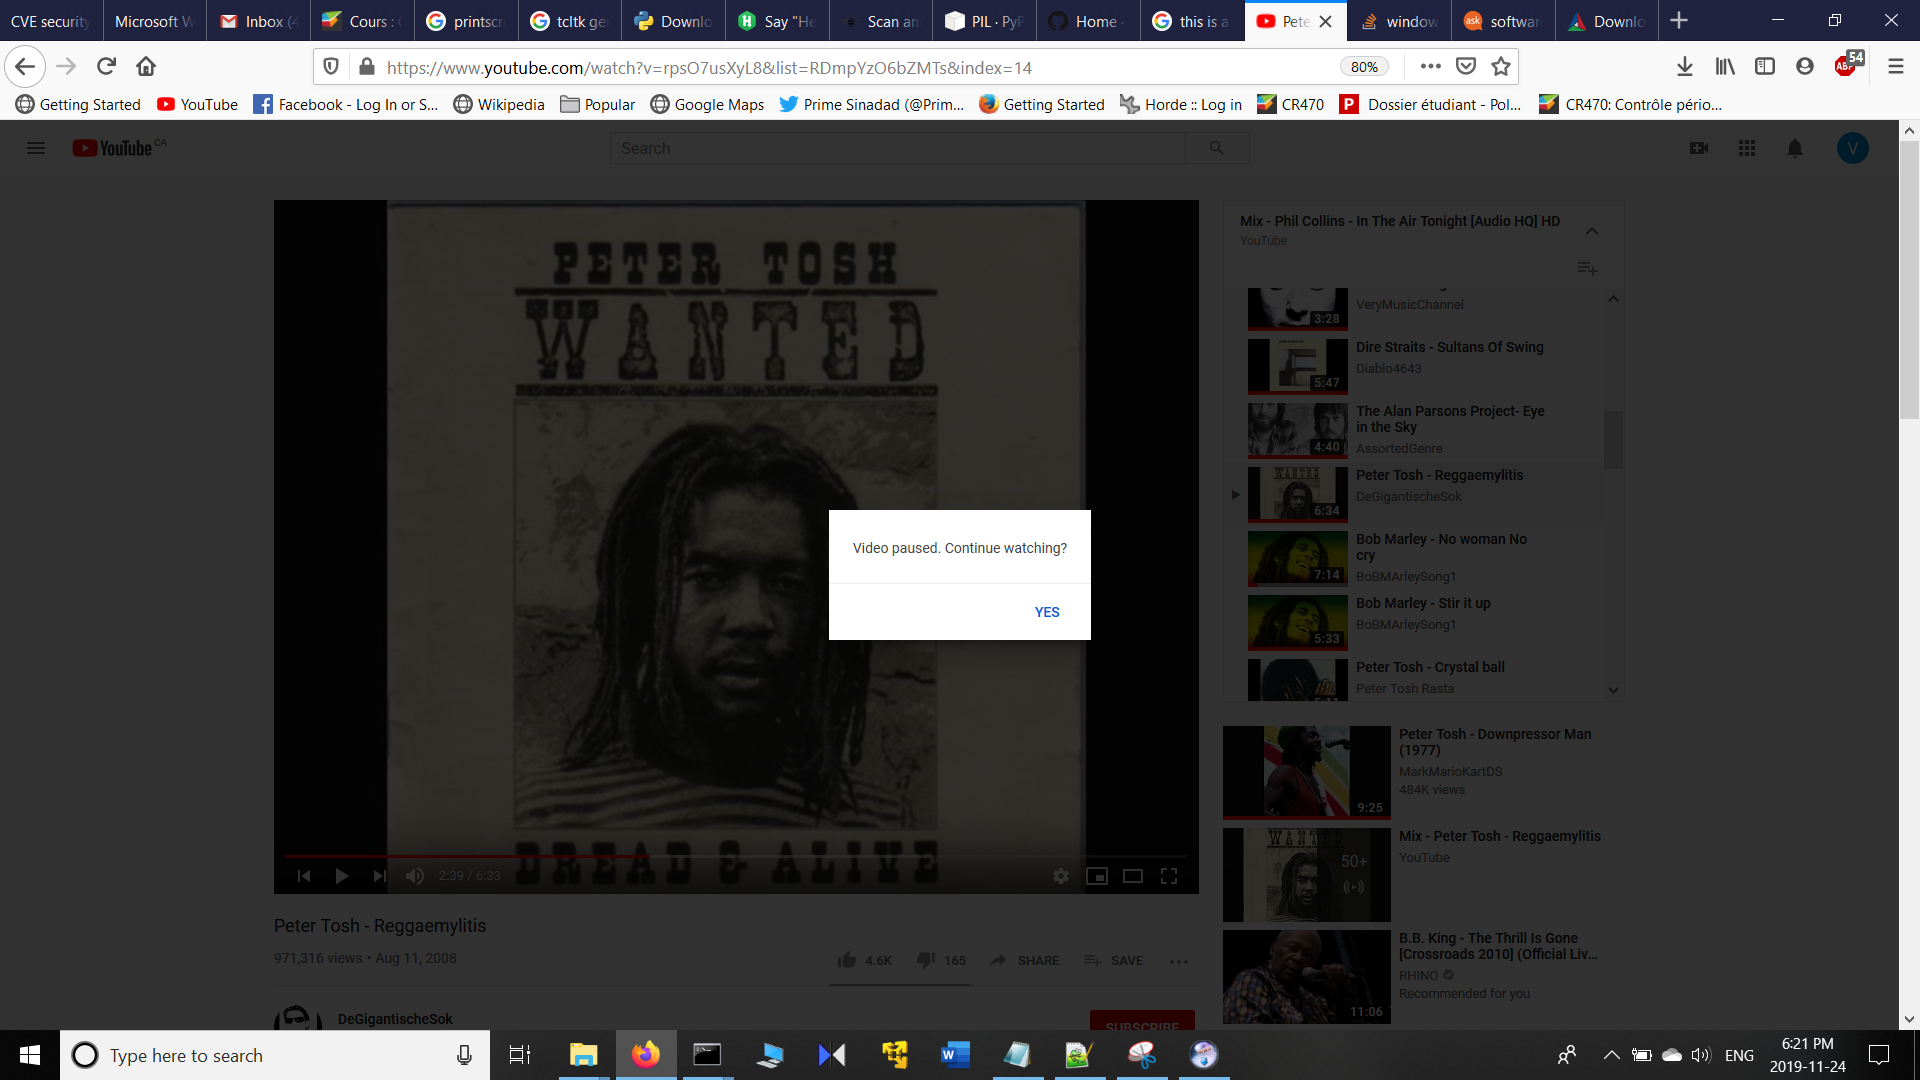 CVE security
Microsoft W
Inbox (4
Cours :
printscr
tcltk ge
Downlo
Say "He
Scan an
PIL · PyP
Home ·
this is a
Pete
window
softwar
Downlo
https://www.youtube.com/watch?v=rpsO7usXyL8&list=RDmpYzO6bZMTs&index=14
80%
ABP
54
Getting Started
YouTube
Facebook - Log In or S...
Wikipedia
Popular
Google Maps
Prime Sinadad (@Prim...
Getting Started
Horde :: Log in
CR470
Dossier étudiant - Pol...
CR470: Contrôle pério...
YouTube CA
Search
V
PETER TOSH
WANTED
DREAD & ALIVE
Video paused. Continue watching?
YES
2:39 / 6:33
Peter Tosh - Reggaemylitis
971,316 views • Aug 11, 2008
4.6K
165
SHARE
SAVE
DeGigantischeSok
SUBSCRIBE
Mix - Phil Collins - In The Air Tonight [Audio HQ] HD
YouTube
VeryMusicChannel
3:28
Dire Straits - Sultans Of Swing
Diablo4643
5:47
The Alan Parsons Project- Eye
in the Sky
AssortedGenre
4:40
Peter Tosh - Reggaemylitis
DeGigantischeSok
WANTED
6:34
Bob Marley - No woman No
cry
BoBMArleySong1
7:14
Bob Marley - Stir it up
BoBMArleySong1
5:33
Peter Tosh - Crystal ball
Peter Tosh Rasta
Peter Tosh - Downpressor Man
(1977)
MarkMarioKartDS
484K views
9:25
Mix - Peter Tosh - Reggaemylitis
YouTube
WANTED
50+
B.B. King - The Thrill Is Gone
[Crossroads 2010] (Official Liv...
RHINO
Recommended for you
11:06
Type here to search
ENG
6:21 PM
2019-11-24